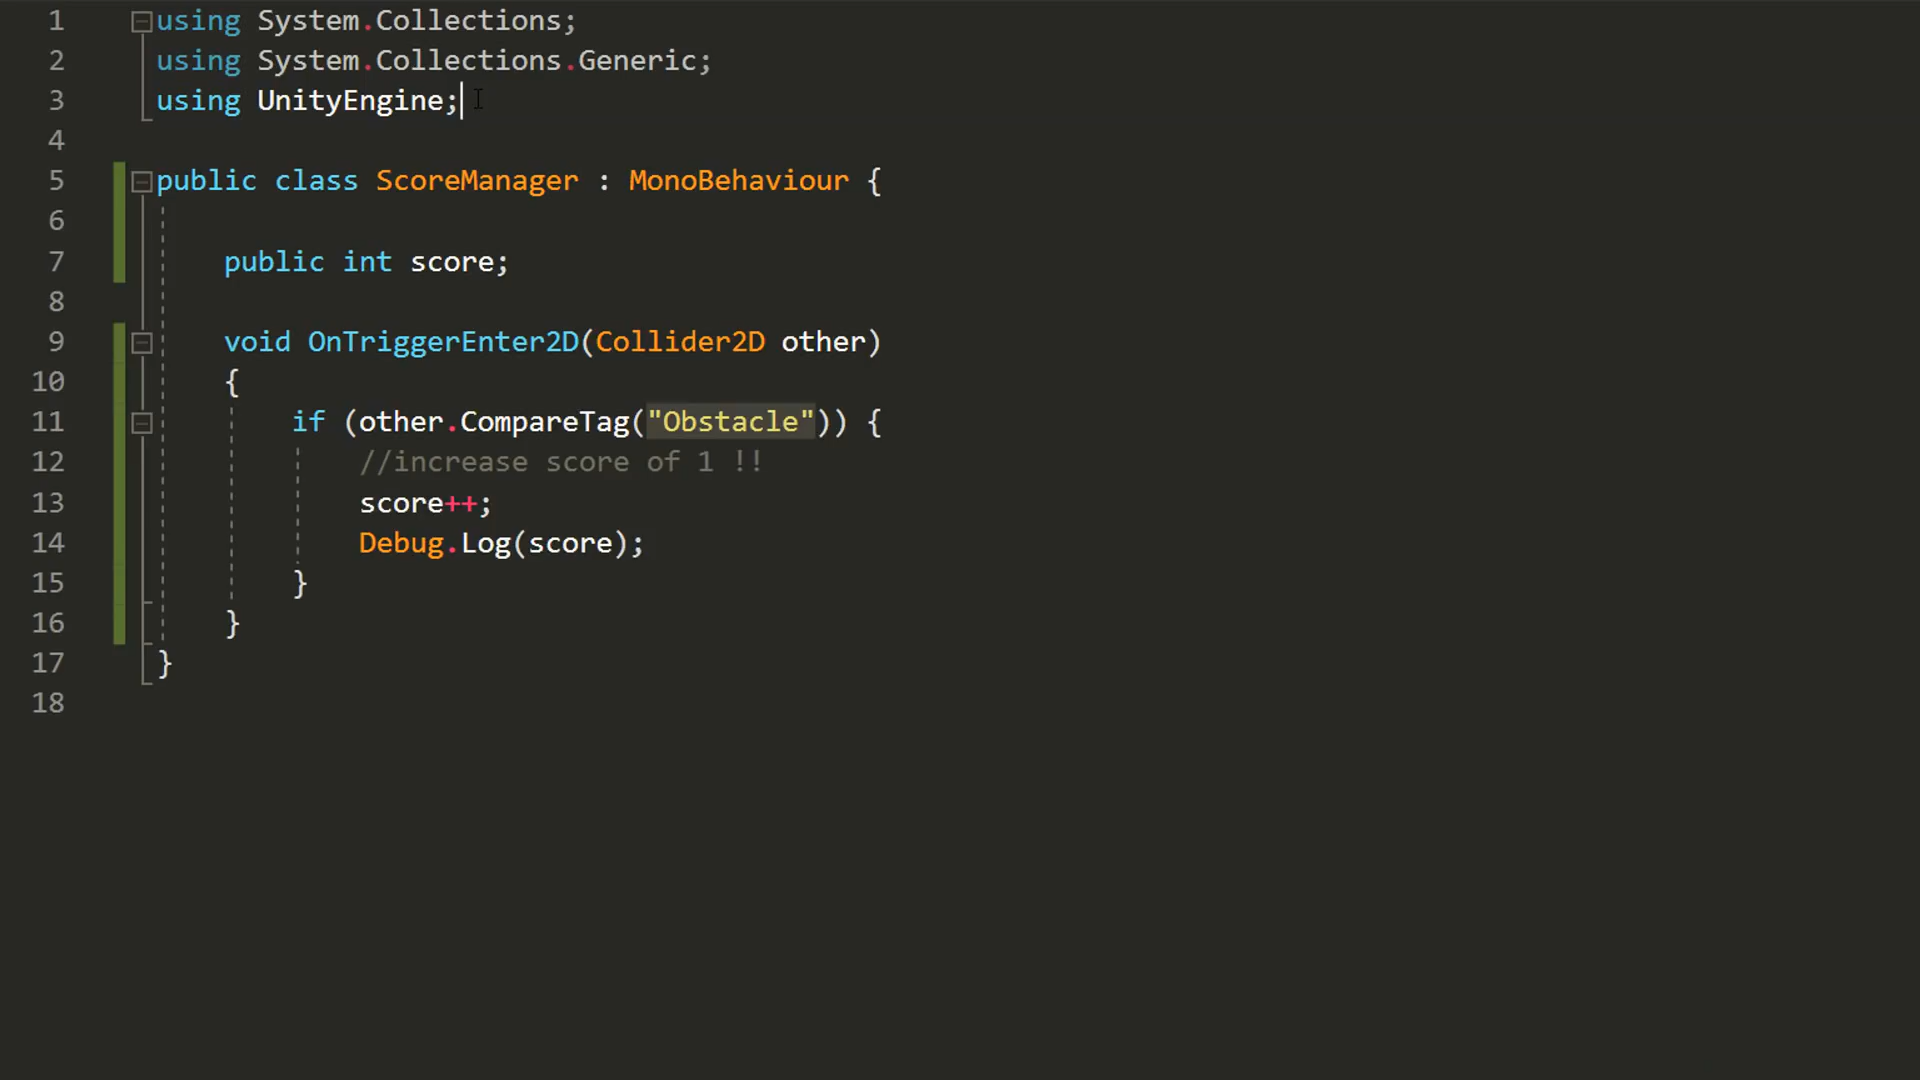 1 using System.Collections;
2 using System.Collections.Generic;
3 using UnityEngine;
4
5 public class ScoreManager : MonoBehaviour {
6
7 public int score;
8
9 void OnTriggerEnter2D(Collider2D other)
10 {
11 if (other.CompareTag("Obstacle")) {
12 //increase score of 1 !!
13 score++;
14 Debug.Log(score);
15 }
16 }
17 }
18